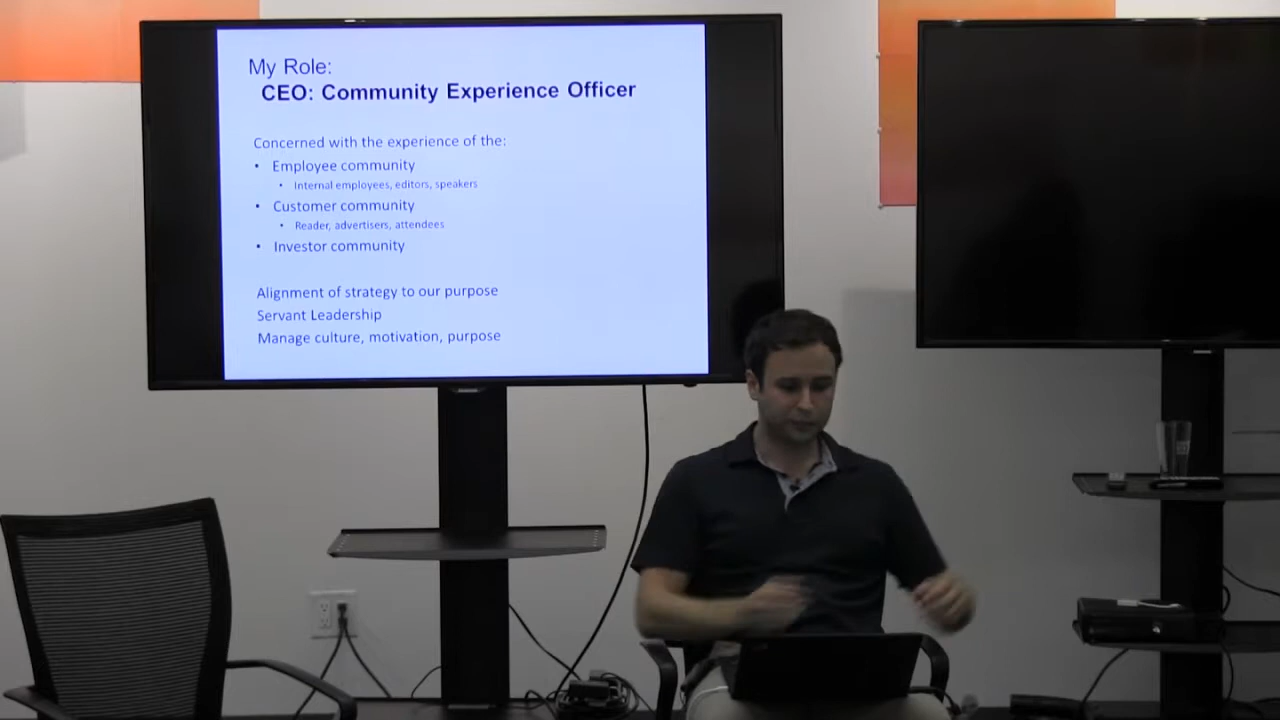 My Role:
CEO: Community Experience Officer
Concerned with the experience of the:
• Employee community
• Internal employees, editors, speakers
• Customer community
• Reader, advertisers, attendees
• Investor community
Alignment of strategy to our purpose
Servant Leadership
Manage culture, motivation, purpose